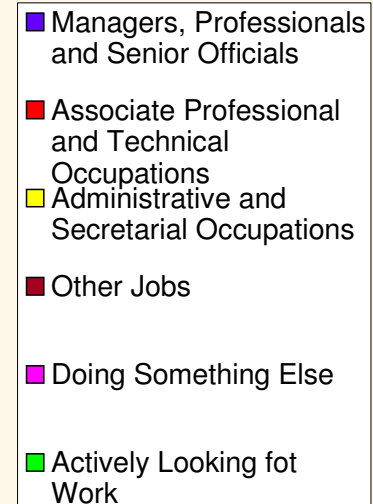 Managers, Professionals
and Senior Officials
Associate Professional
and Technical
Occupations
Administrative and
Secretarial Occupations
Other Jobs
Doing Something Else
Actively Looking fot
Work